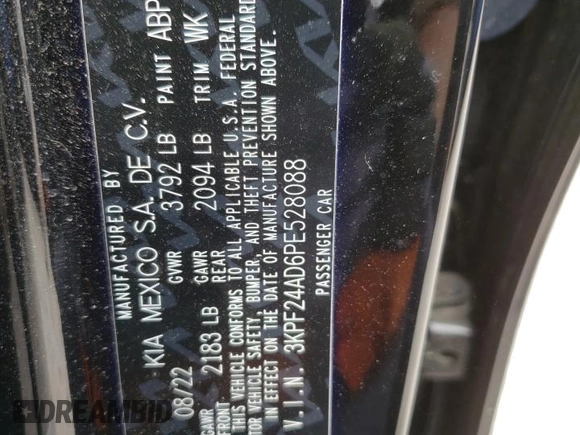 MANUFACTURED BY
KIA MEXICO S.A. DE C.V.
08/22 GVWR 3792 LB PAINT ABP
GAWR FRONT 2183 LB GAWR REAR 2094 LB TRIM WK
THIS VEHICLE CONFORMS TO ALL APPLICABLE U.S.A. FEDERAL
TOR VEHICLE SAFETY, BUMPER, AND THEFT PREVENTION STANDARD
IN EFFECT ON THE DATE OF MANUFACTURE SHOWN ABOVE.
V.I.N. 3KPF24AD6PE528088
PASSENGER CAR
DREAMBID